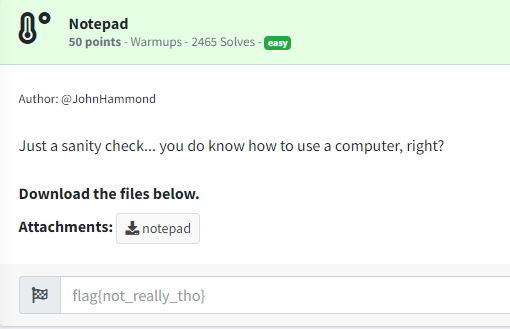 Notepad
50 points - Warmups - 2465 Solves - easy
Author: @JohnHammond
Just a sanity check... you do know how to use a computer, right?
Download the files below.
Attachments: notepad
flag{not_really_tho}